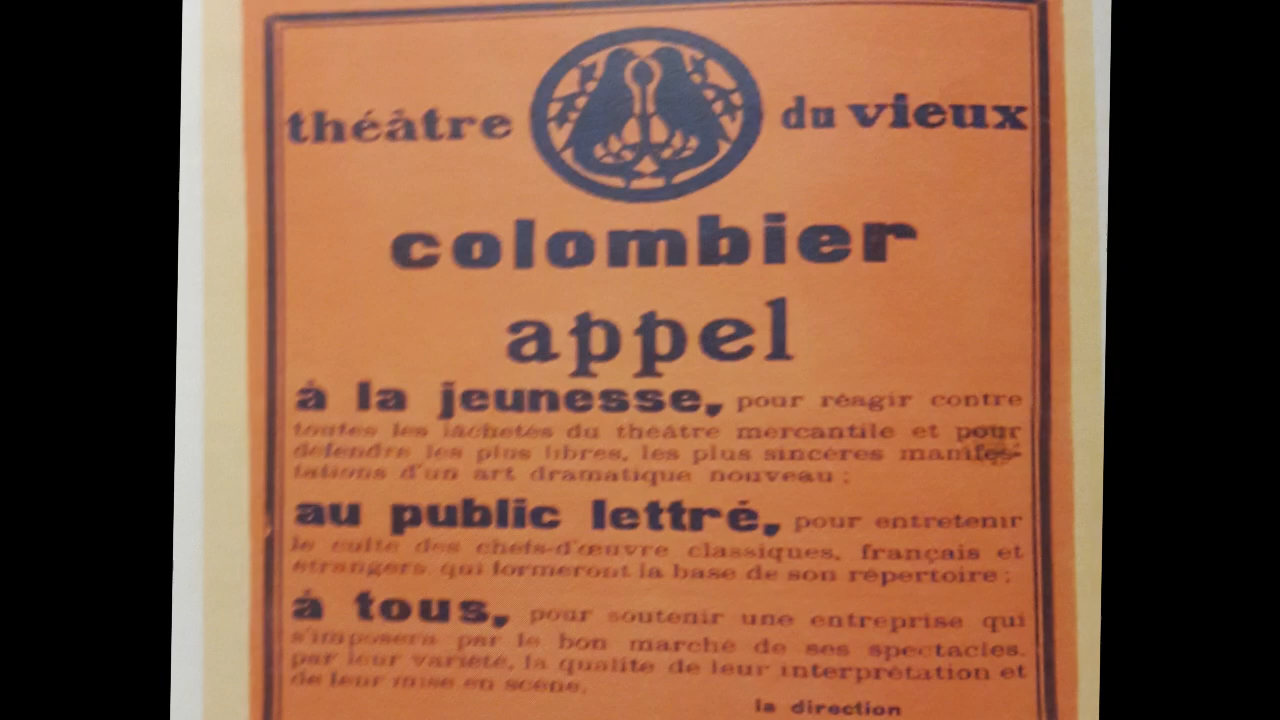 théâtre du vieux
colombier
appel
à la jeunesse, pour réagir contre
toutes les lâchetés du théâtre mercantile et pour
défendre les plus libres, les plus sincères manifes-
tations d'un art dramatique nouveau ;
au public lettré, pour entretenir
le culte des chefs-d'œuvre classiques, français et
étrangers, qui formeront la base de son répertoire ;
à tous, pour soutenir une entreprise qui
s'imposera par le bon marché de ses spectacles,
par leur variété, la qualité de leur interprétation et
de leur mise en scène.
la direction